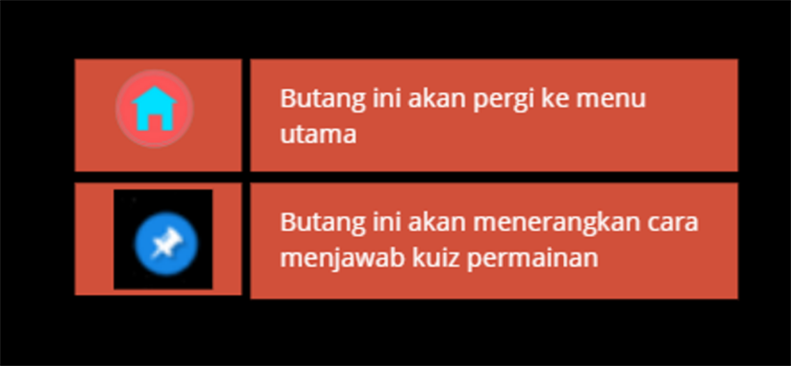 Butang ini akan pergi ke menu
utama
Butang ini akan menerangkan cara
menjawab kuiz permainan